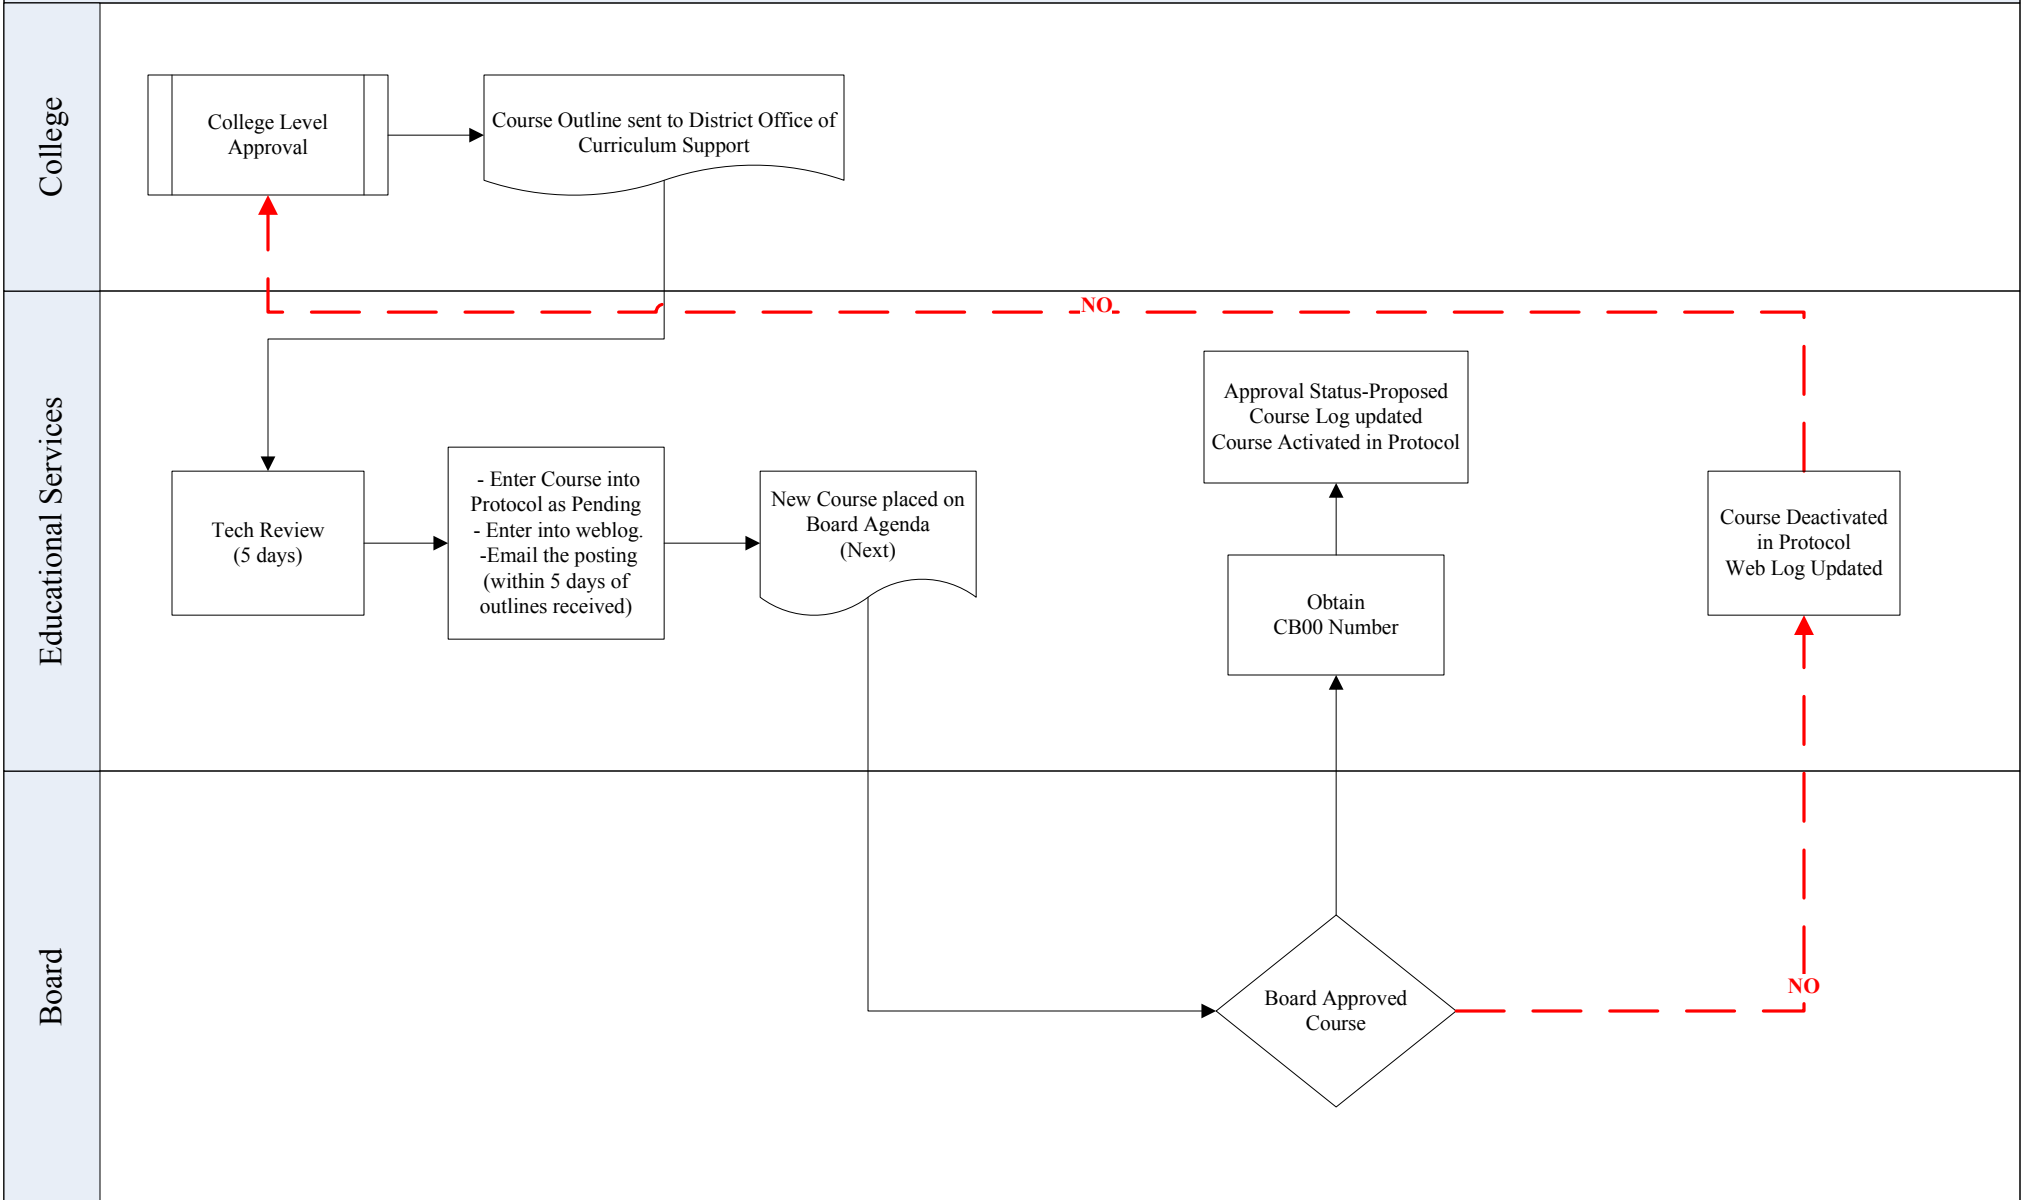 College
College Level
Approval
Course Outline sent to District Office of
Curriculum Support
NO
Educational Services
Tech Review
(5 days)
- Enter Course into
Protocol as Pending
- Enter into weblog.
-Email the posting
(within 5 days of
outlines received)
New Course placed on
Board Agenda
(Next)
Approval Status-Proposed
Course Log updated
Course Activated in Protocol
Obtain
CB00 Number
Course Deactivated
in Protocol
Web Log Updated
Board
Board Approved
Course
NO